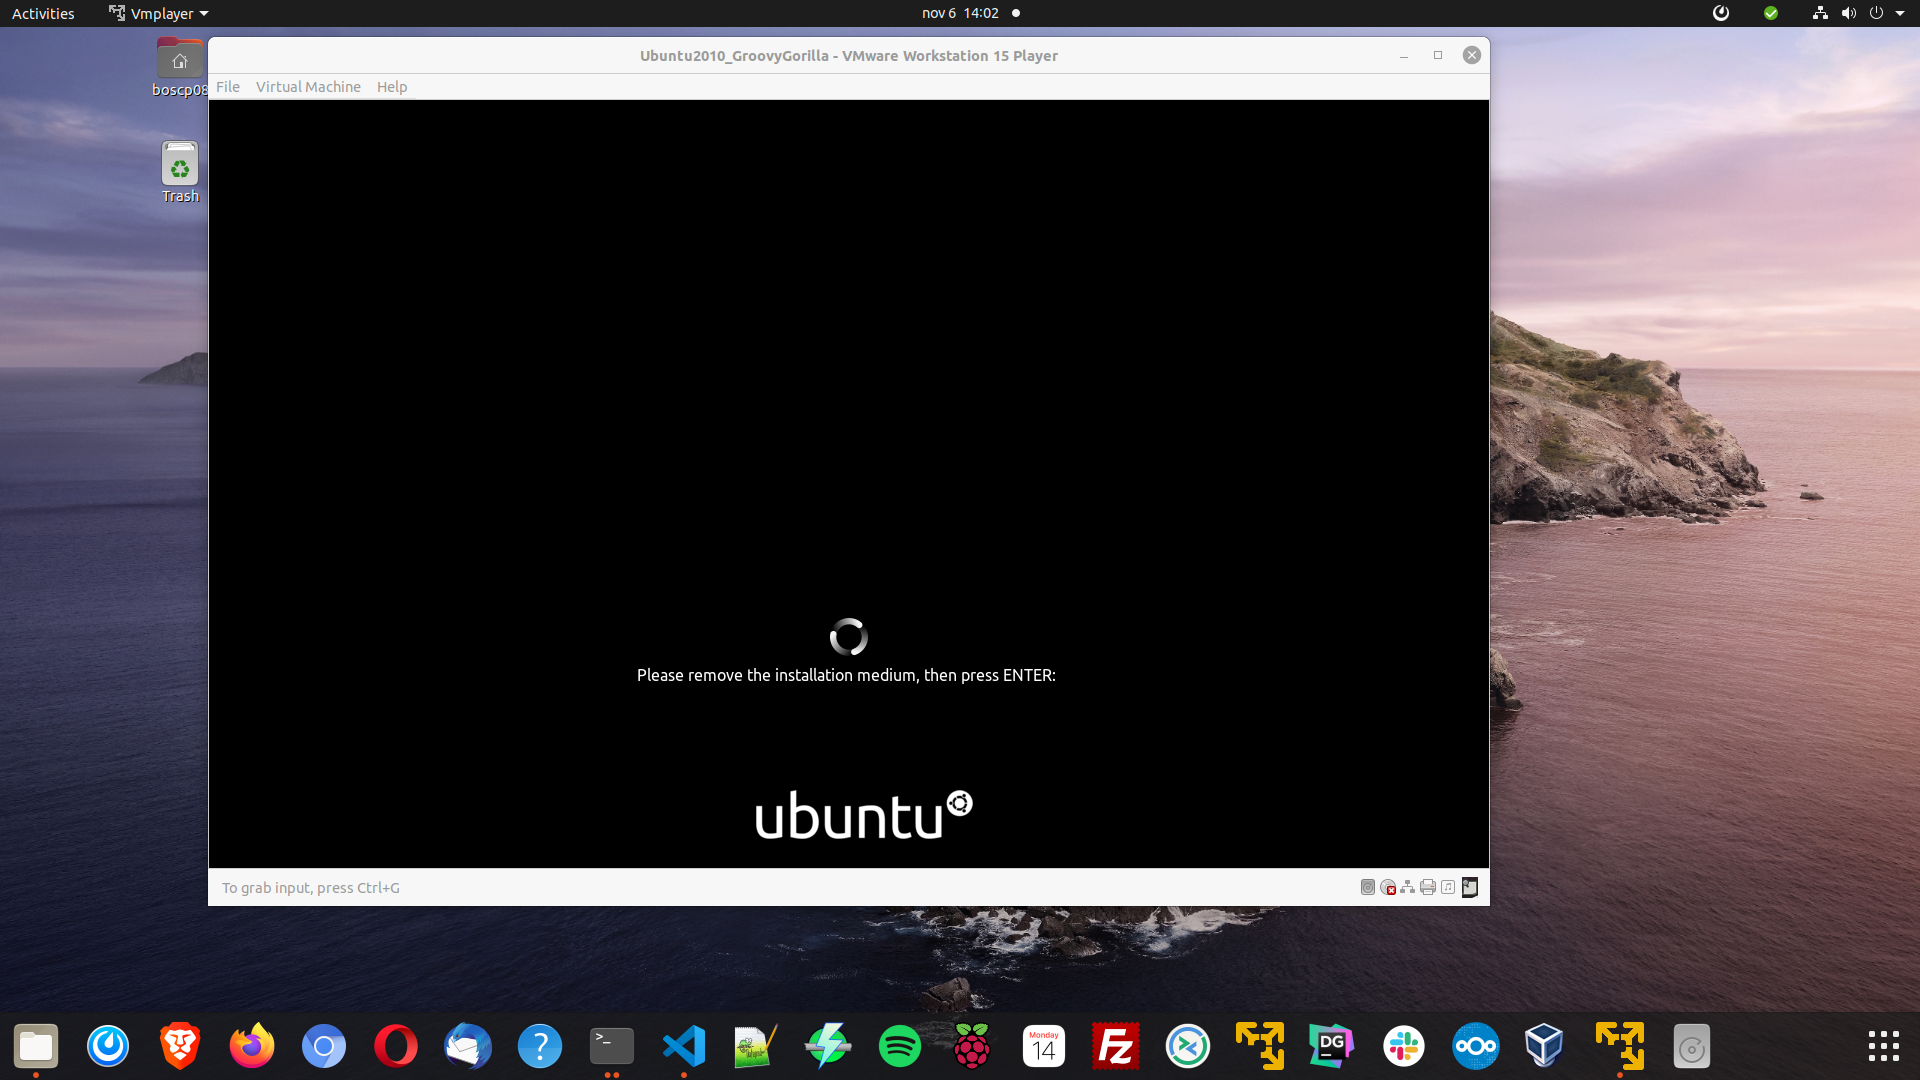 Activities
Vmplayer
nov 6 14:02
boscp08
Trash
Ubuntu2010_GroovyGorilla - VMware Workstation 15 Player
File
Virtual Machine
Help
Please remove the installation medium, then press ENTER:
ubuntu
To grab input, press Ctrl+G
?
>_
Monday
14
Fz
DG